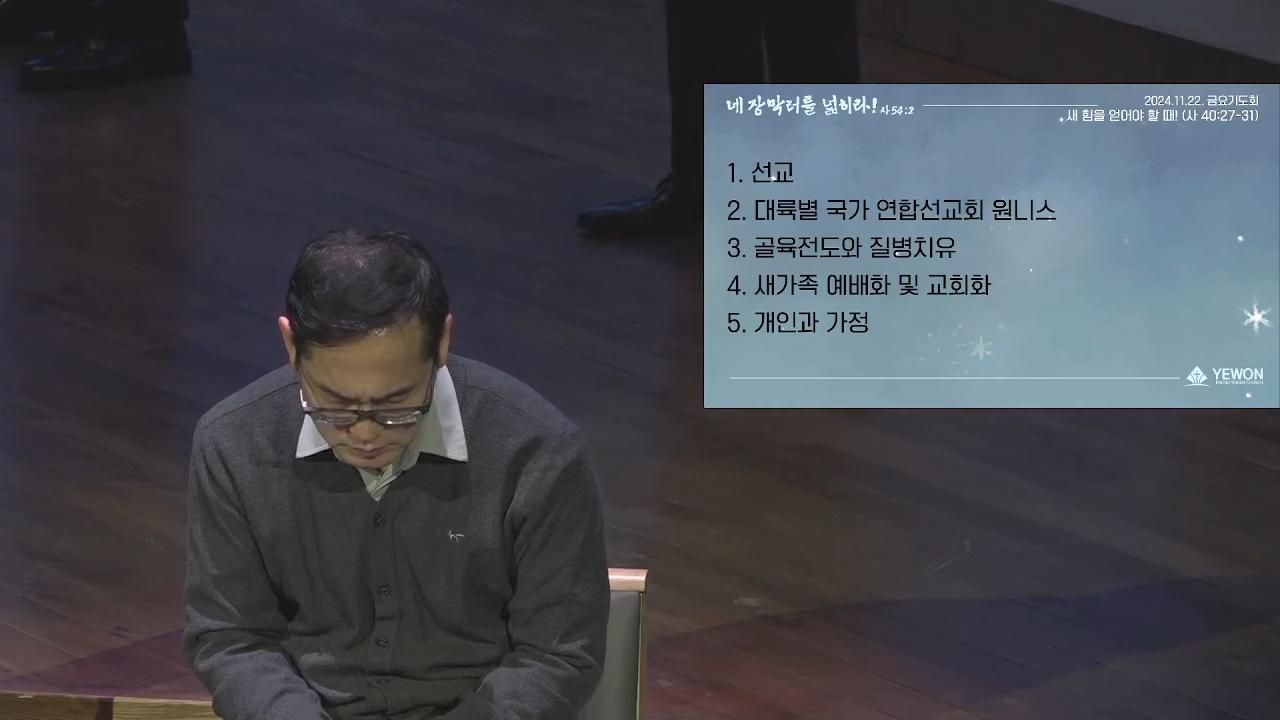 네 장막터를 넓히라! 사 54:2
2024.11.22. 금요기도회
새 힘을 얻어야 할 때! (사 40:27-31)
1. 선교
2. 대륙별 국가 연합선교회 원니스
3. 골육전도와 질병치유
4. 새가족 예배화 및 교회화
5. 개인과 가정
YEWON
PRESBYTERIAN CHURCH